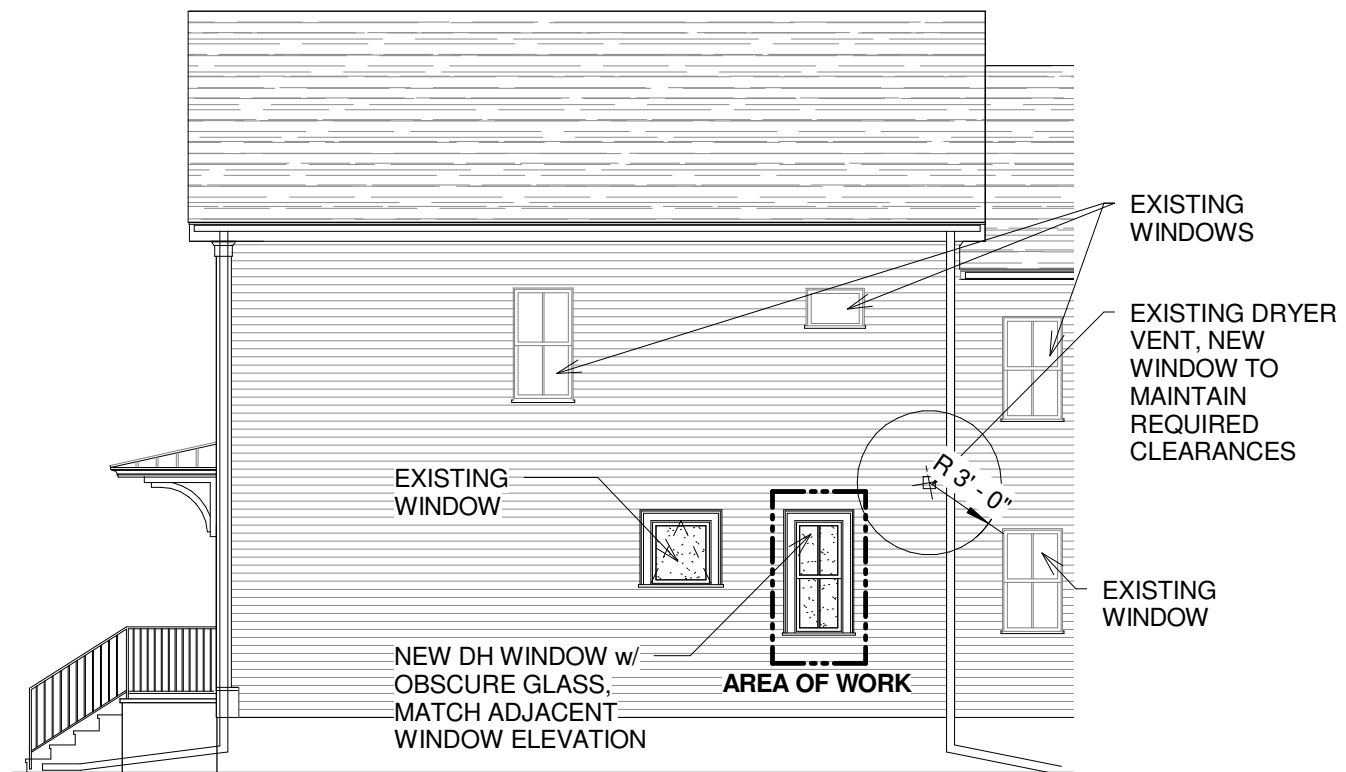 EXISTING
WINDOWS
EXISTING DRYER
VENT, NEW
WINDOW TO
MAINTAIN
REQUIRED
CLEARANCES
R 3' - 0"
EXISTING
WINDOW
EXISTING
WINDOW
NEW DH WINDOW w/
OBSCURE GLASS,
MATCH ADJACENT
WINDOW ELEVATION
AREA OF WORK